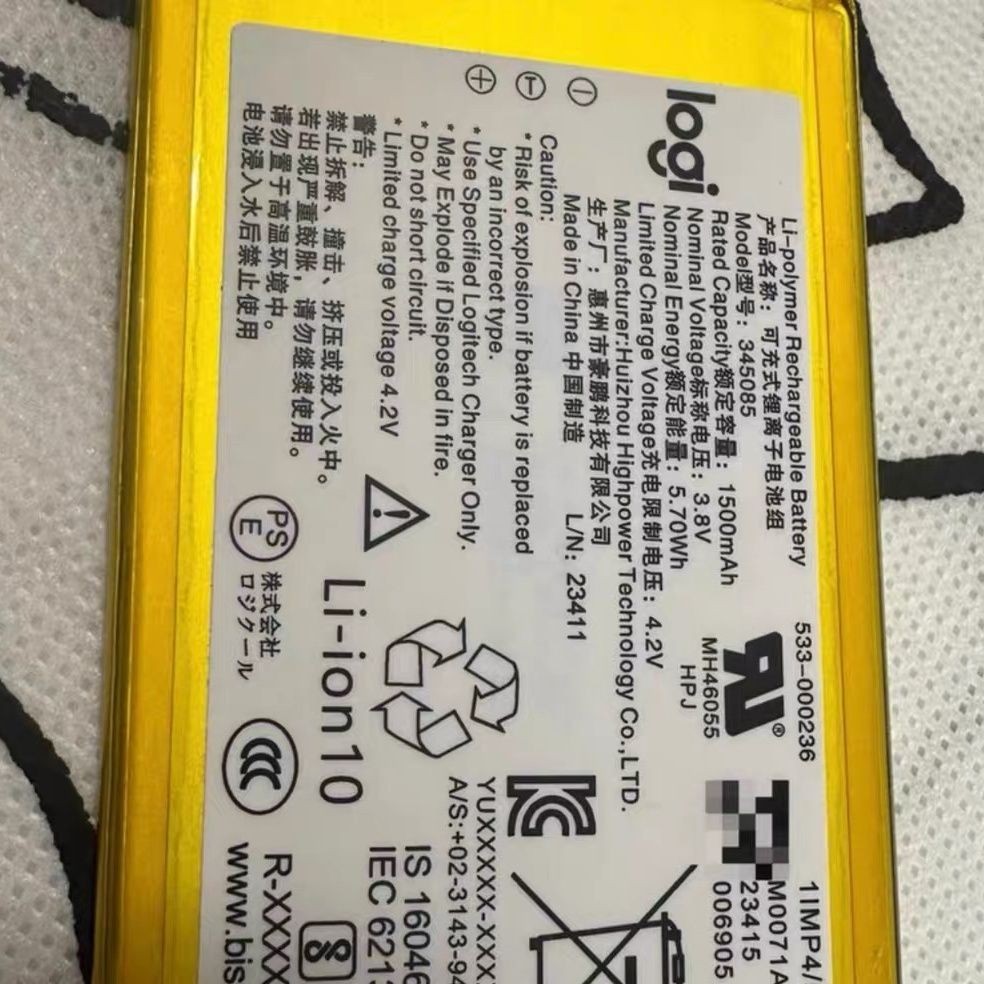 logi
Li-polymer Rechargeable Battery
产品名称：可充式锂离子电池组
Model型号：345085
Rated Capacity额定容量：1500mAh
Nominal Voltage标称电压：3.8V
Nominal Energy额定能量：5.70Wh
Limited Charge Voltage充电限制电压：4.2V
Manufacturer:Huizhou Highpower Technology Co.,LTD.
生产厂：惠州市豪鹏科技有限公司
Made in China 中国制造 L/N: 23411
533-000236
MH46055
HPJ
11MP4/
M0071A
23415
006905
⊖ T ⊕
Caution:
* Risk of explosion if battery is replaced
by an incorrect type.
* Use Specified Logitech Charger Only.
* May Explode if Disposed in fire.
* Do not short circuit.
* Limited charge voltage 4.2V
警告：
禁止拆解、撞击、挤压或投入火中。
若出现严重鼓胀，请勿继续使用。
请勿置于高温环境中。
电池浸入水后禁止使用
Li-ion10
PS
E
株式会社
ロジクール
YUXXXXX-XXX
A/S:+02-3143-94
IS 16046
IEC 6213
R-XXXX
www.bis